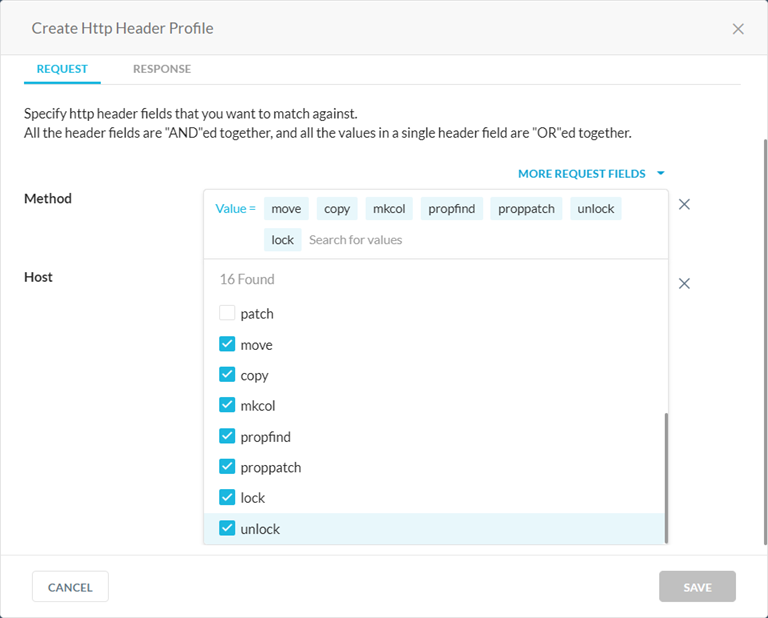 Create Http Header Profile
REQUEST RESPONSE
Specify http header fields that you want to match against.
All the header fields are "AND"ed together, and all the values in a single header field are "OR"ed together.
MORE REQUEST FIELDS
Method
Value = move copy mkcol propfind proppatch unlock
lock Search for values
Host
16 Found
patch
move
copy
mkcol
propfind
proppatch
lock
unlock
CANCEL SAVE